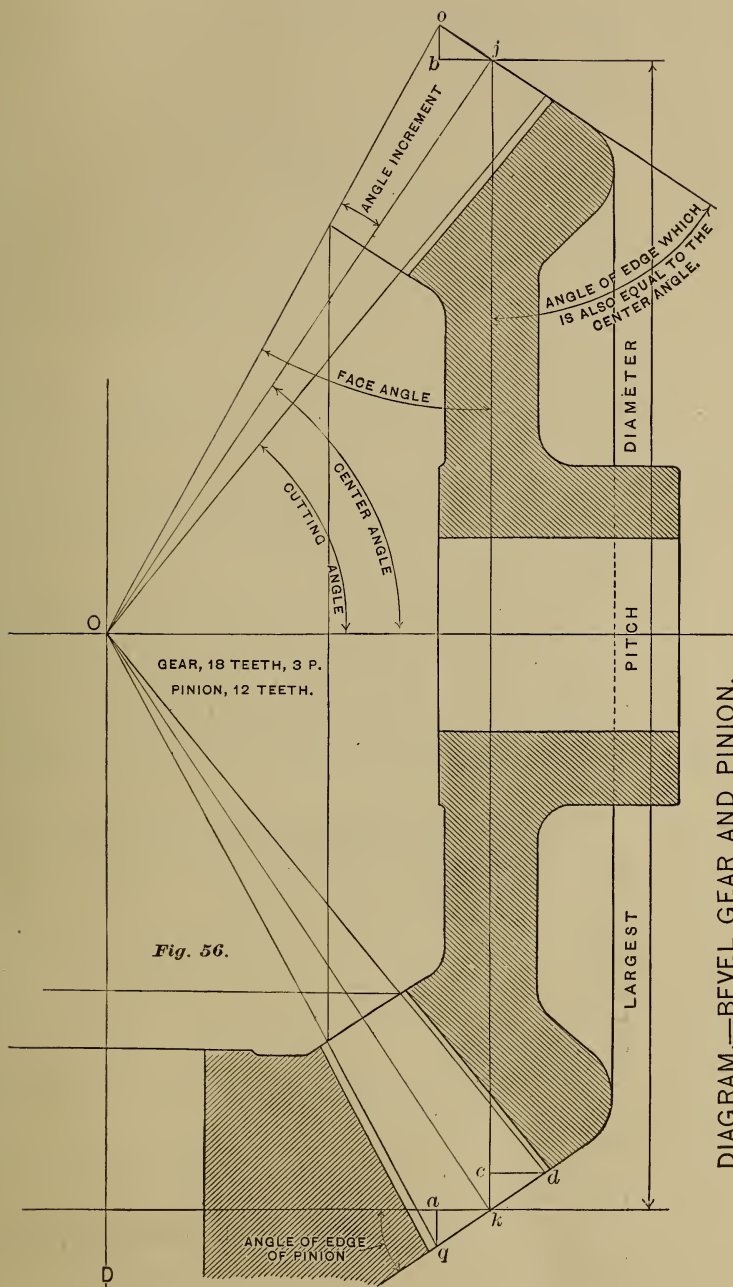 o
b
j
ANGLE INCREMENT
ANGLE OF EDGE WHICH
IS ALSO EQUAL TO THE
CENTER ANGLE.
FACE ANGLE
DIAMETER
CENTER ANGLE
CUTTING
ANGLE
O
GEAR, 18 TEETH, 3 P.
PINION, 12 TEETH.
PITCH
Fig. 56.
LARGEST
DIAGRAM.—BEVEL GEAR AND PINION.
c
d
a
k
q
ANGLE OF EDGE
OF PINION
D